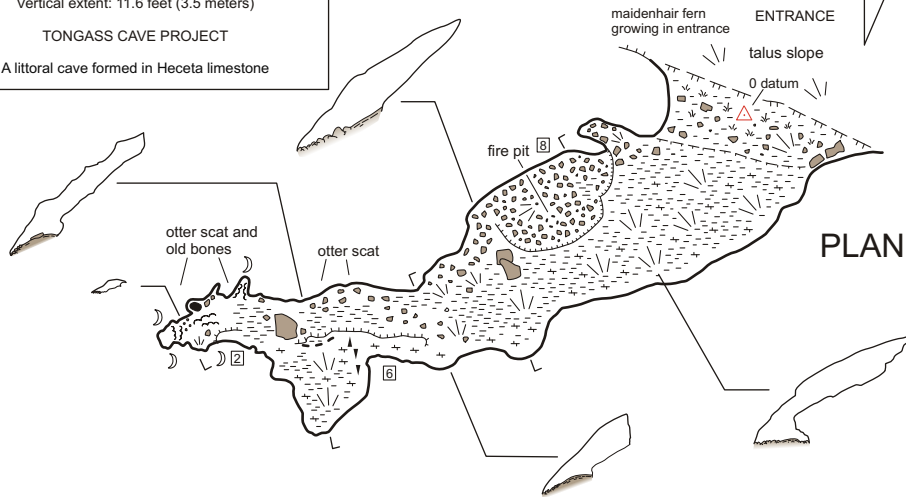 Vertical extent: 11.6 feet (3.5 meters)
TONGASS CAVE PROJECT
A littoral cave formed in Heceta limestone
maidenhair fern
growing in entrance
ENTRANCE
talus slope
0 datum
fire pit
8
PLAN
otter scat and
old bones
otter scat
2
6